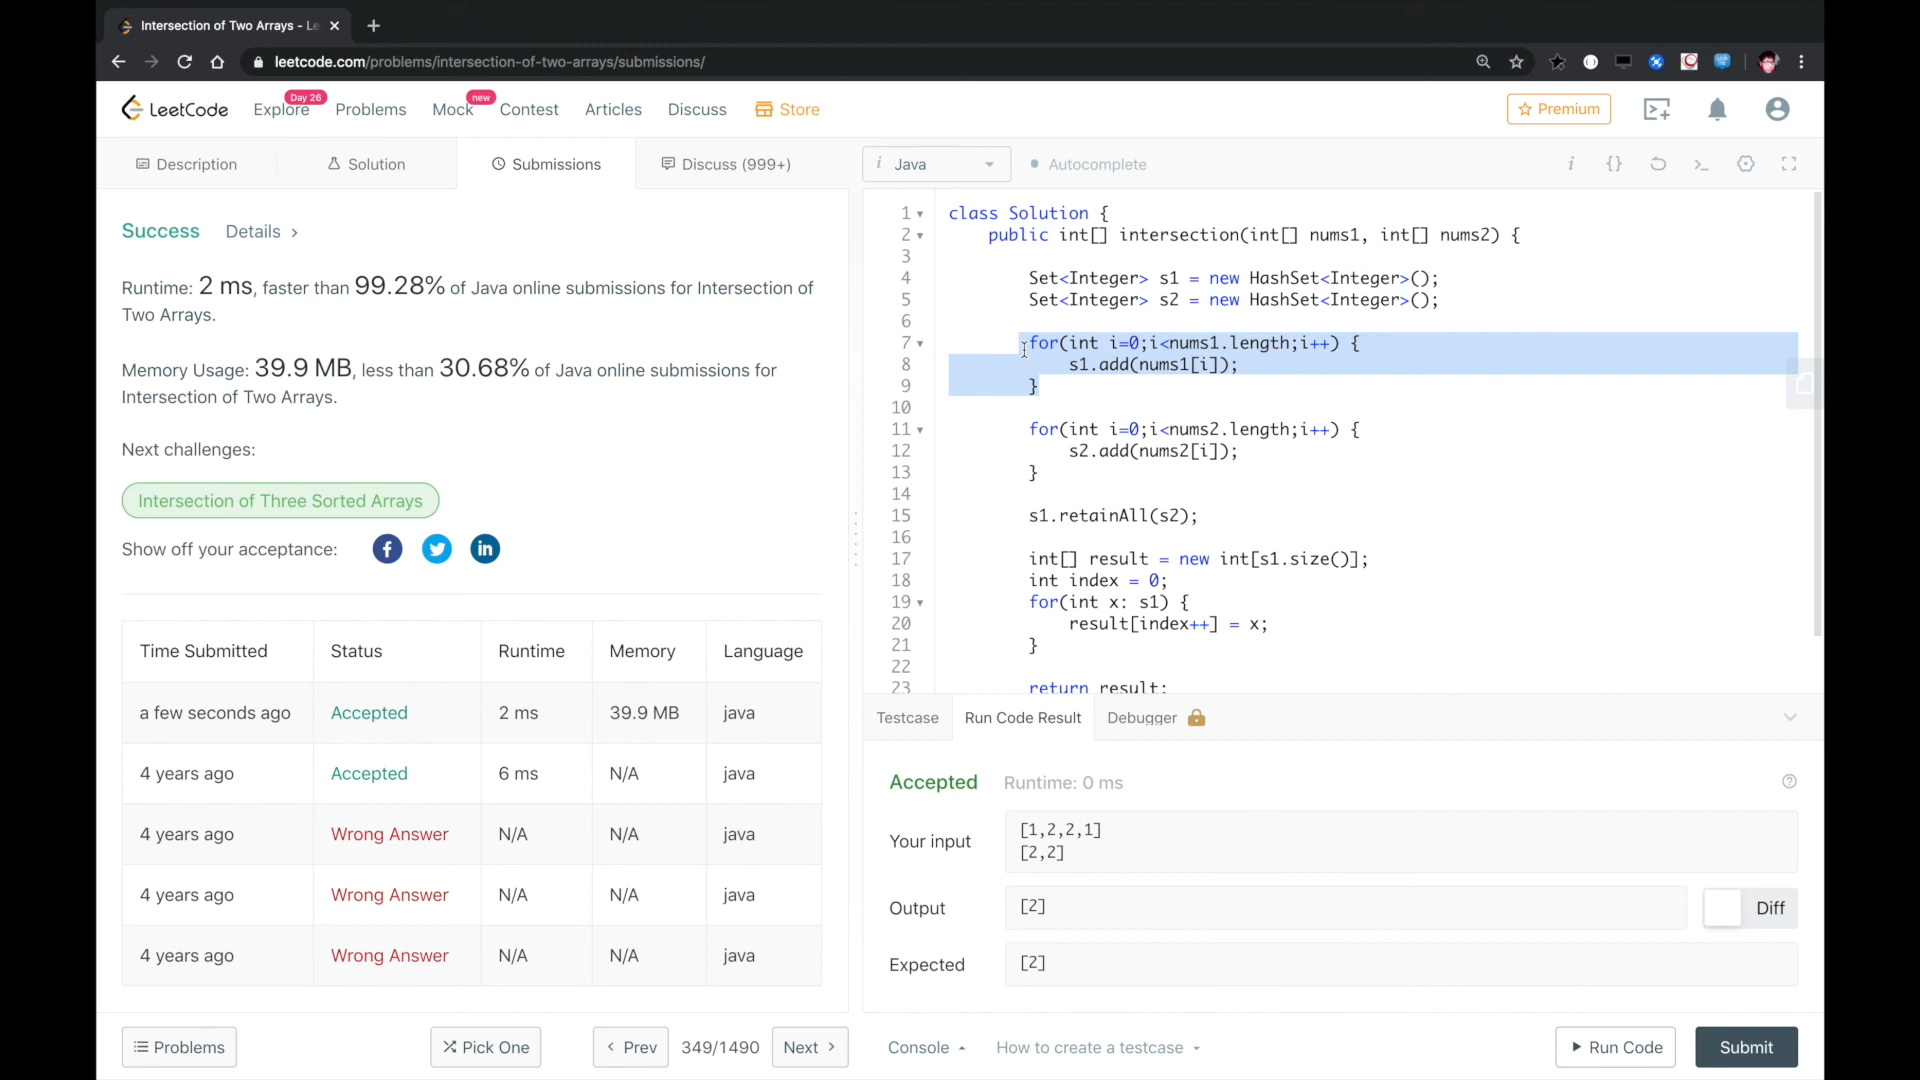 Intersection of Two Arrays - Le
leetcode.com/problems/intersection-of-two-arrays/submissions/
LeetCode
Explore
Day 26
Problems
Mock
new
Contest
Articles
Discuss
Store
Premium
Description
Solution
Submissions
Discuss (999+)
i Java
Autocomplete
Success
Details >
Runtime: 2 ms, faster than 99.28% of Java online submissions for Intersection of
Two Arrays.
Memory Usage: 39.9 MB, less than 30.68% of Java online submissions for
Intersection of Two Arrays.
Next challenges:
Intersection of Three Sorted Arrays
Show off your acceptance:
Time Submitted Status Runtime Memory Language
a few seconds ago Accepted 2 ms 39.9 MB java
4 years ago Accepted 6 ms N/A java
4 years ago Wrong Answer N/A N/A java
4 years ago Wrong Answer N/A N/A java
4 years ago Wrong Answer N/A N/A java
Problems
Pick One
Prev
349/1490
Next
1 class Solution {
2 public int[] intersection(int[] nums1, int[] nums2) {
3
4 Set<Integer> s1 = new HashSet<Integer>();
5 Set<Integer> s2 = new HashSet<Integer>();
6
7 for(int i=0;i<nums1.length;i++) {
8 s1.add(nums1[i]);
9 }
10
11 for(int i=0;i<nums2.length;i++) {
12 s2.add(nums2[i]);
13 }
14
15 s1.retainAll(s2);
16
17 int[] result = new int[s1.size()];
18 int index = 0;
19 for(int x: s1) {
20 result[index++] = x;
21 }
22
23 return result;
Testcase
Run Code Result
Debugger
Accepted
Runtime: 0 ms
Your input
[1,2,2,1]
[2,2]
Output
[2]
Diff
Expected
[2]
Console
How to create a testcase
Run Code
Submit